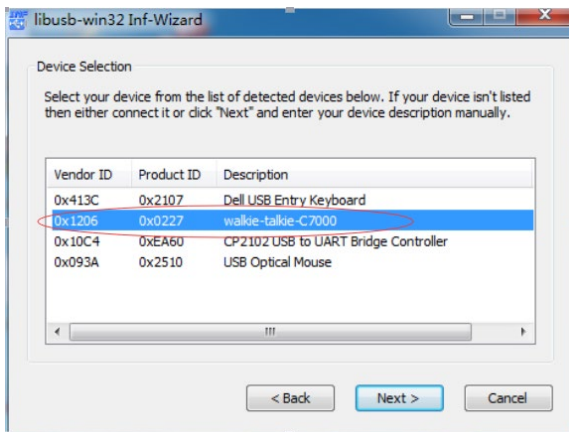 libusb-win32 Inf-Wizard
Device Selection
Select your device from the list of detected devices below. If your device isn't listed
then either connect it or click "Next" and enter your device description manually.
Vendor ID Product ID Description
0x413C 0x2107 Dell USB Entry Keyboard
0x1206 0x0227 walkie-talkie-C7000
0x10C4 0xEA60 CP2102 USB to UART Bridge Controller
0x093A 0x2510 USB Optical Mouse
< Back Next > Cancel